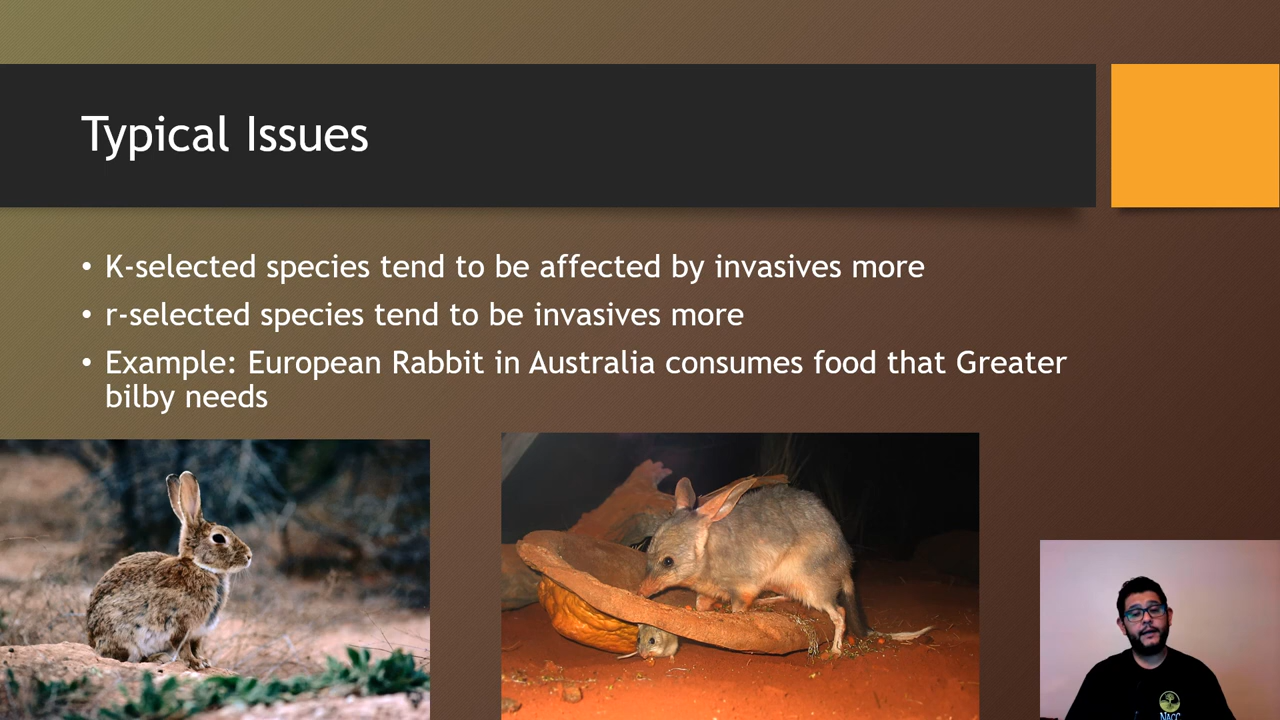 Typical Issues
• K-selected species tend to be affected by invasives more
• r-selected species tend to be invasives more
• Example: European Rabbit in Australia consumes food that Greater
bilby needs
NACC